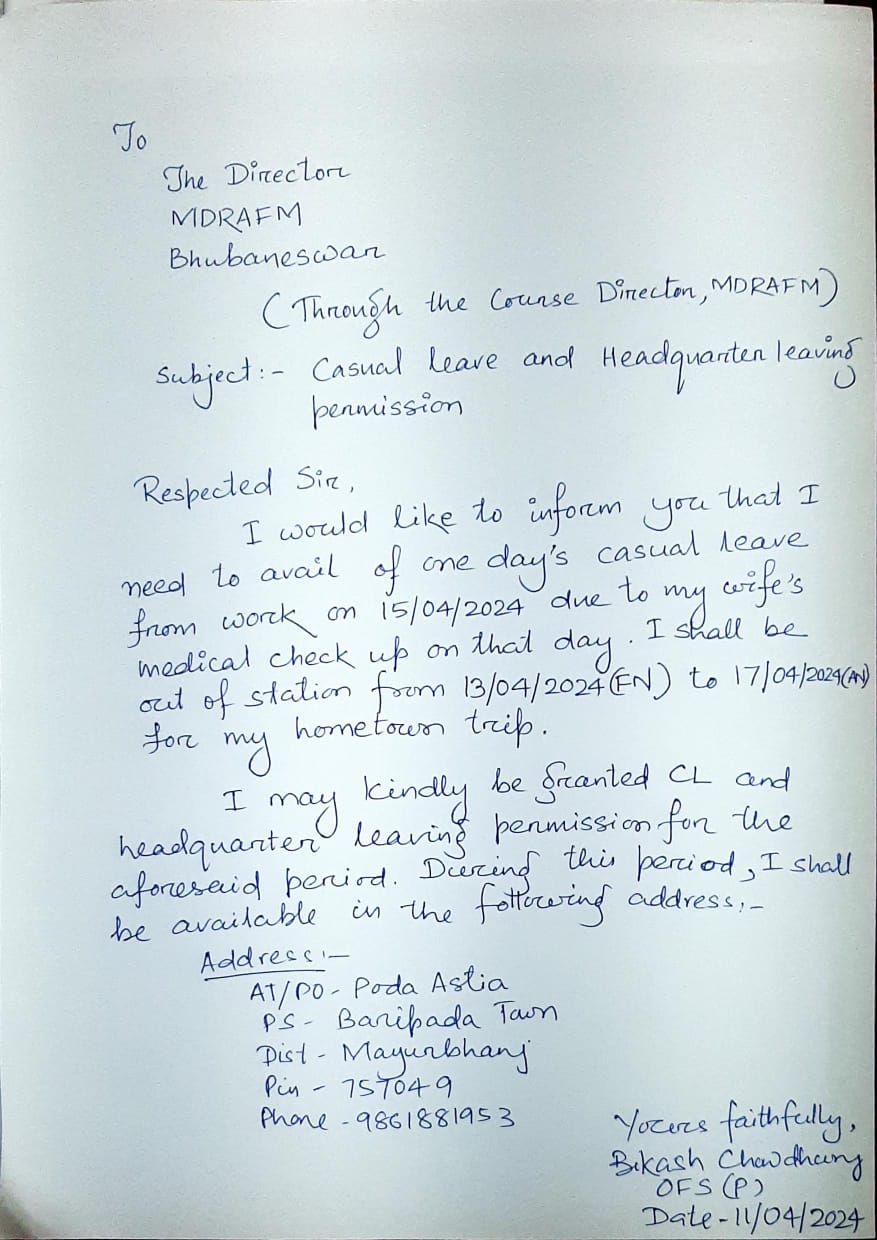 To
The Director
MDRAFM
Bhubaneswar
(Through the Course Director, MDRAFM)
Subject:- Casual leave and Headquarter leaving
permission
Respected Sir,
I would like to inform you that I
need to avail of one day's casual leave
from work on 15/04/2024 due to my wife's
medical check up on that day. I shall be
out of station from 13/04/2024(FN) to 17/04/2024(AN)
for my hometown trip.
I may kindly be granted CL and
headquarter leaving permission for the
aforesaid period. During this period, I shall
be available in the following address:-
Address:-
AT/PO - Poda Astia
PS - Baripada Town
Dist - Mayurbhanj
Pin - 757049
Phone - 9861881953
Yours faithfully,
Bikash Chowdhury
OFS (P)
Date - 11/04/2024